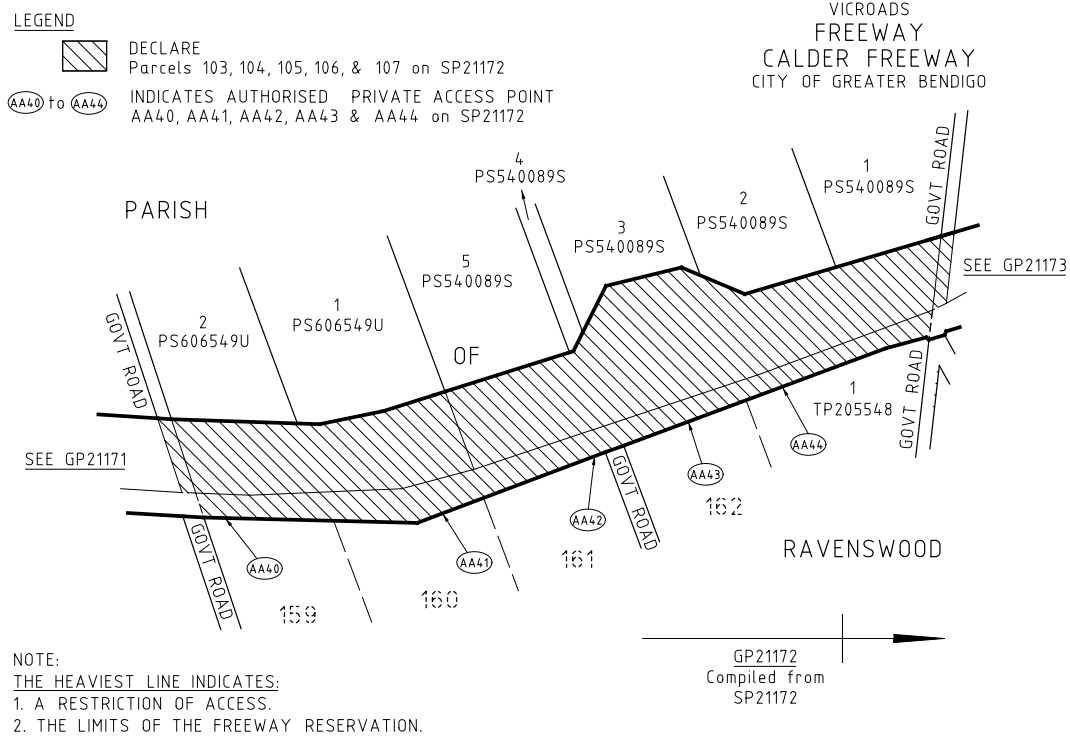 LEGEND
DECLARE
Parcels 103, 104, 105, 106, & 107 on SP21172
AA40 to AA44
INDICATES AUTHORISED PRIVATE ACCESS POINT
AA40, AA41, AA42, AA43 & AA44 on SP21172
VICROADS
FREEWAY
CALDER FREEWAY
CITY OF GREATER BENDIGO
PARISH
4
PS540089S
1
PS540089S
2
PS540089S
3
PS540089S
5
PS540089S
1
PS606549U
2
PS606549U
GOVT ROAD
GOVT ROAD
SEE GP21173
OF
SEE GP21171
1
TP205548
GOVT ROAD
AA44
AA43
AA42
AA41
AA40
GOVT ROAD
GOVT ROAD
162
161
160
159
RAVENSWOOD
GP21172
Compiled from
SP21172
NOTE:
THE HEAVIEST LINE INDICATES:
1. A RESTRICTION OF ACCESS.
2. THE LIMITS OF THE FREEWAY RESERVATION.